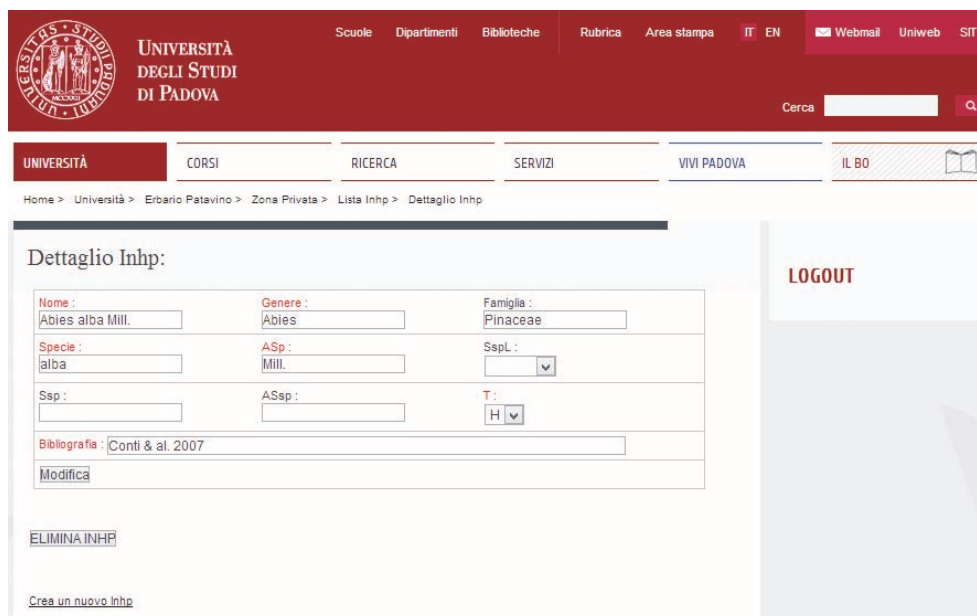 Scuole Dipartimenti Biblioteche Rubrica Area stampa IT EN Webmail Uniweb SIT
UNIVERSITÀ
DEGLI STUDI
DI PADOVA
Cerca
UNIVERSITÀ CORSI RICERCA SERVIZI VIVI PADOVA IL BO
Home > Università > Erbario Patavino > Zona Privata > Lista Inhp > Dettaglio Inhp
Dettaglio Inhp:
LOGOUT
Nome : Genere : Famiglia :
Abies alba Mill. Abies Pinaceae
Specie : ASp : SspL :
alba Mill.
Ssp : ASsp : T :
H
Bibliografia : Conti & al. 2007
Modifica
ELIMINA INHP
Crea un nuovo Inhp